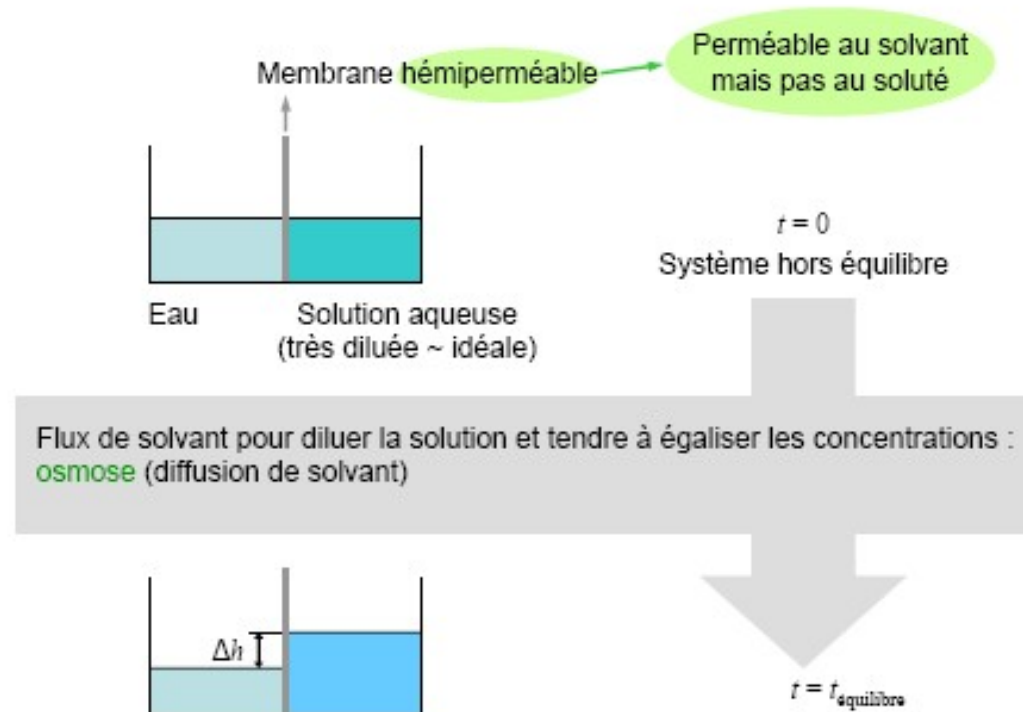 Perméable au solvant
mais pas au soluté
Membrane hémiperméable
t = 0
Système hors équilibre
Eau
Solution aqueuse
(très diluée ~ idéale)
Flux de solvant pour diluer la solution et tendre à égaliser les concentrations :
osmose (diffusion de solvant)
Δh
t = téquilibre